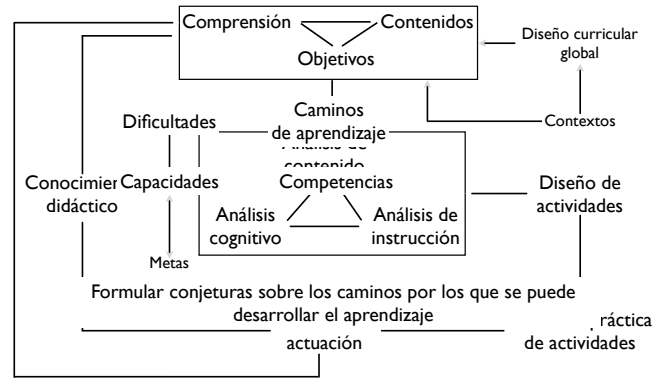 Comprensión
Contenidos
Objetivos
Diseño curricular
global
Caminos
de aprendizaje
Dificultades
Contextos
contenido
Conocimien
didáctico
Capacidades
Competencias
Diseño de
actividades
Análisis
cognitivo
Análisis de
instrucción
Metas
Formular conjeturas sobre los caminos por los que se puede
desarrollar el aprendizaje
ráctica
de actividades
actuación